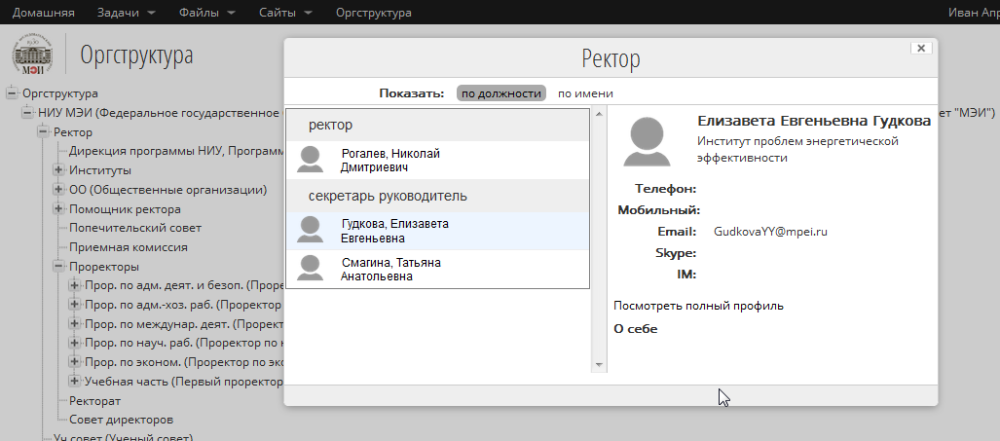 Домашняя Задачи Файлы Сайты Оргструктура Иван Апр
1930
МЭИ
Оргструктура
Ректор
Показать: по должности по имени
Оргструктура
НИУ МЭИ (Федеральное государственное
ет "МЭИ")
Ректор
Дирекция программы НИУ, Програм
Институты
ОО (Общественные организации)
Помощник ректора
Попечительский совет
Приемная комиссия
Проректоры
Прор. по адм. деят. и безоп. (Проре
Прор. по адм.-хоз. раб. (Проректор
Прор. по междунар. деят. (Прорект
Прор. по науч. раб. (Проректор по н
Прор. по эконом. (Проректор по эко
Учебная часть (Первый проректор
Ректорат
Совет директоров
Уч.совет (Ученый совет)
ректор
Рогалев, Николай
Дмитриевич
секретарь руководитель
Гудкова, Елизавета
Евгеньевна
Смагина, Татьяна
Анатольевна
Елизавета Евгеньевна Гудкова
Институт проблем энергетической
эффективности
Телефон:
Мобильный:
Email: GudkovaYY@mpei.ru
Skype:
IM:
Посмотреть полный профиль
О себе